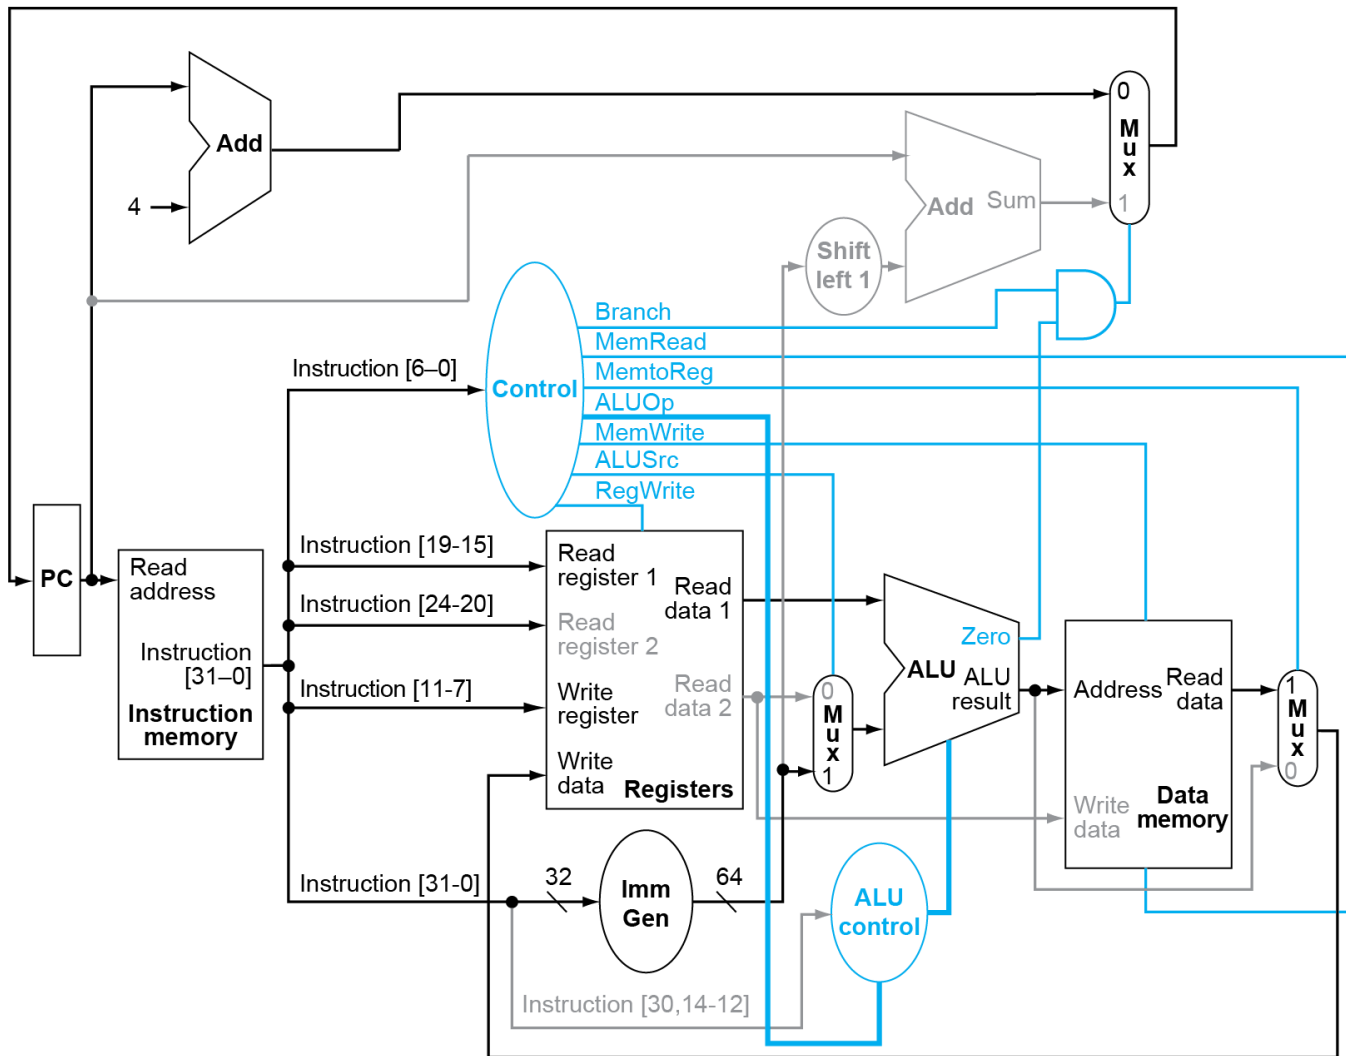 0
Mux
1
Add
4
Add
Sum
Shift
left 1
Branch
MemRead
MemtoReg
ALUOp
MemWrite
ALUSrc
RegWrite
Control
Instruction [6–0]
PC
Read
address
Instruction
[31–0]
Instruction
memory
Instruction [19-15]
Instruction [24-20]
Instruction [11-7]
Instruction [31-0]
Read
register 1
Read
register 2
Write
register
Write
data
Read
data 1
Read
data 2
Registers
0
Mux
1
Zero
ALU
ALU
result
Address
Read
data
Write
data
Data
memory
1
Mux
0
32
Imm
Gen
64
ALU
control
Instruction [30,14-12]